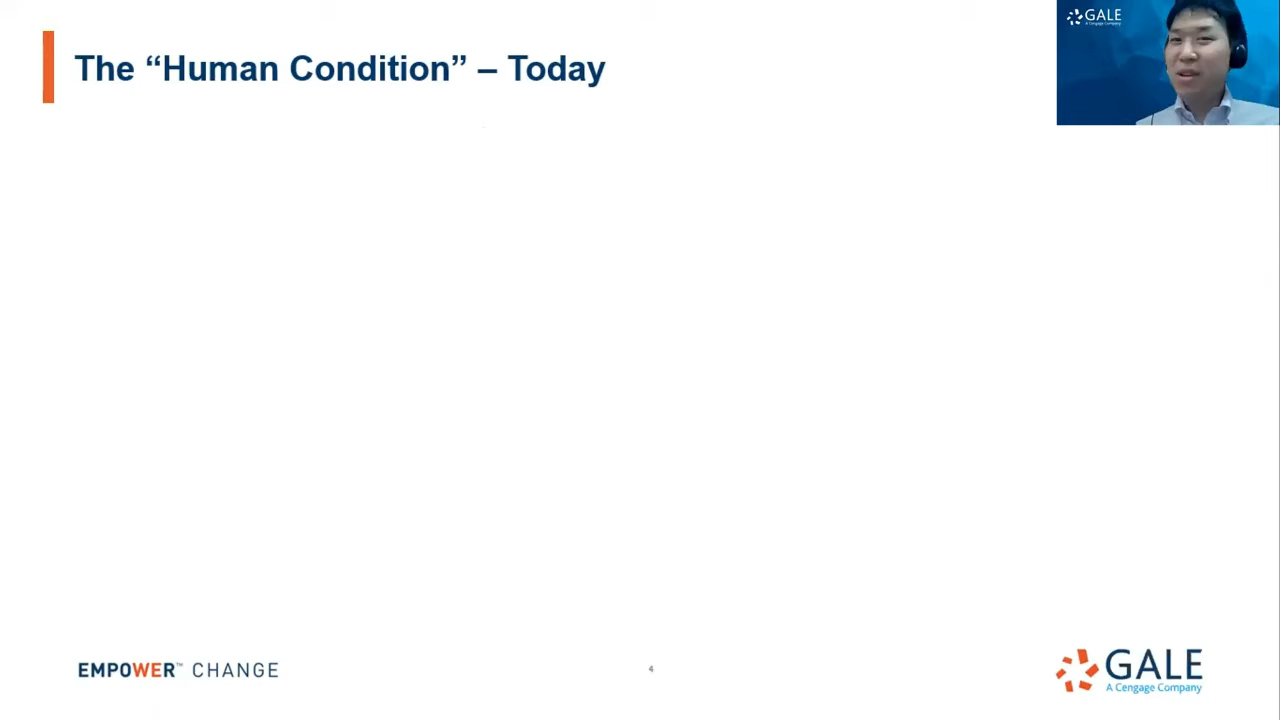 The “Human Condition” – Today
GALE
A Cengage Company
EMPOWER™ CHANGE
4
GALE
A Cengage Company